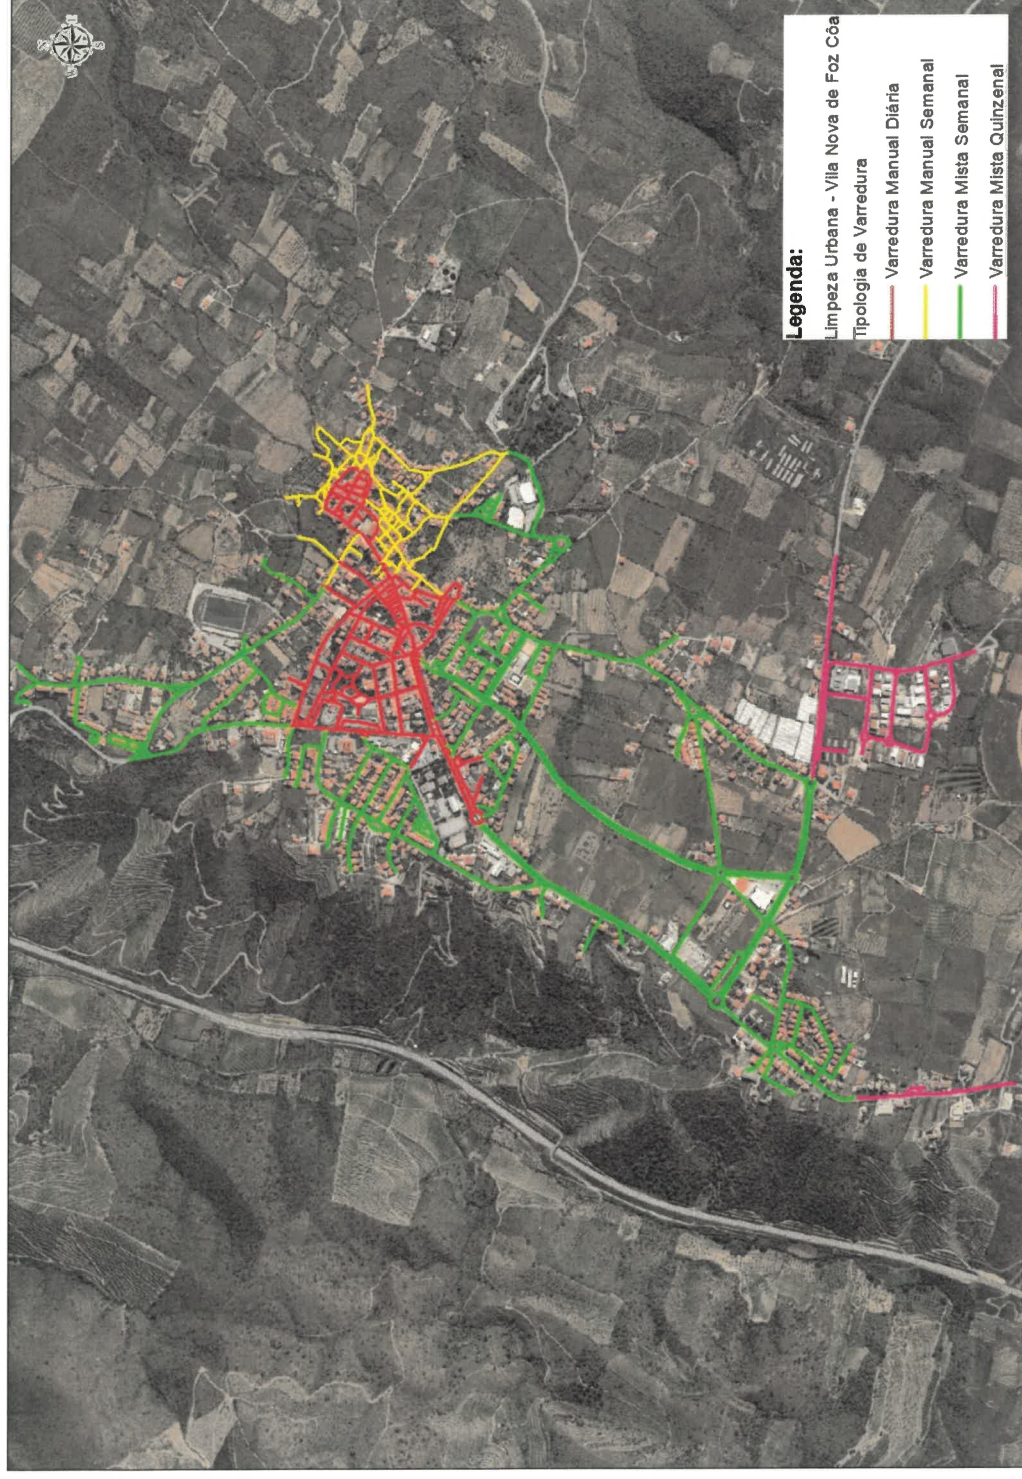 Legenda:
Limpeza Urbana - Vila Nova de Foz Côa
Tipologia de Varredura
Varredura Manual Diária
Varredura Manual Semanal
Varredura Mista Semanal
Varredura Mista Quinzenal